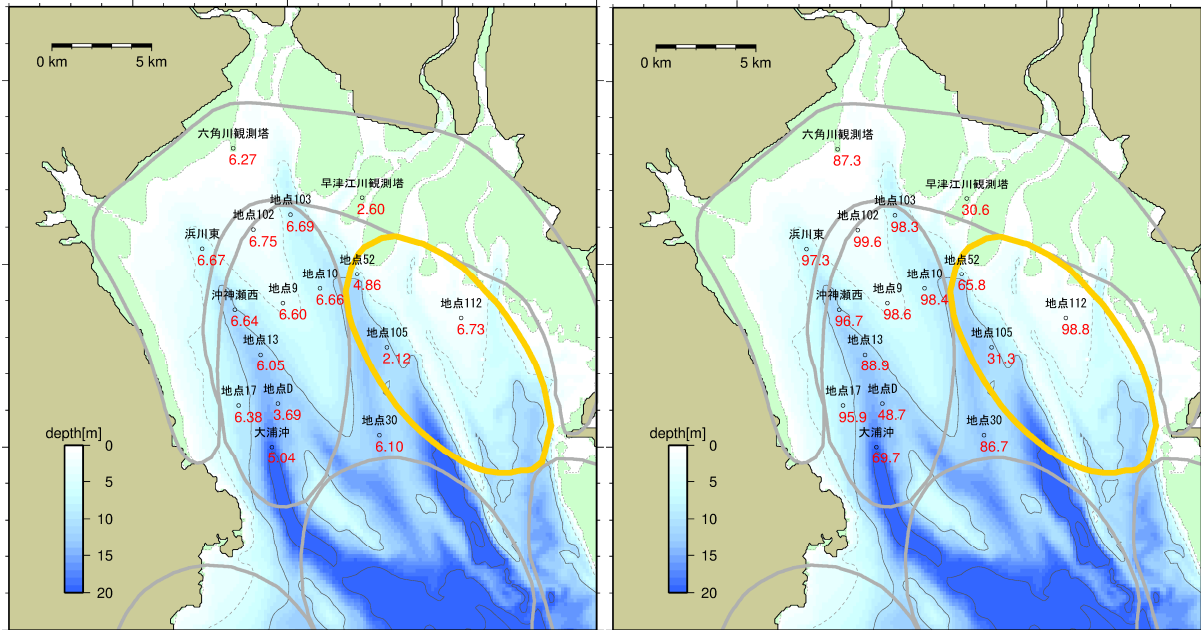 0 km 5 km
六角川観測塔
6.27
早津江川観測塔
2.60
地点103
6.69
地点102
6.75
浜川東
6.67
地点52
4.86
地点10
6.66
地点9
6.60
沖神瀬西
6.64
地点112
6.73
地点105
2.12
地点13
6.05
地点17
6.38
地点D
3.69
地点30
6.10
大浦沖
5.04
depth[m]
0
5
10
15
20
0 km 5 km
六角川観測塔
87.3
早津江川観測塔
30.6
地点103
98.3
地点102
99.6
浜川東
97.3
地点52
65.8
地点10
98.4
地点9
98.6
沖神瀬西
96.7
地点112
98.8
地点105
31.3
地点13
88.9
地点17
95.9
地点D
48.7
地点30
86.7
大浦沖
depth[m]
0
5
10
15
20